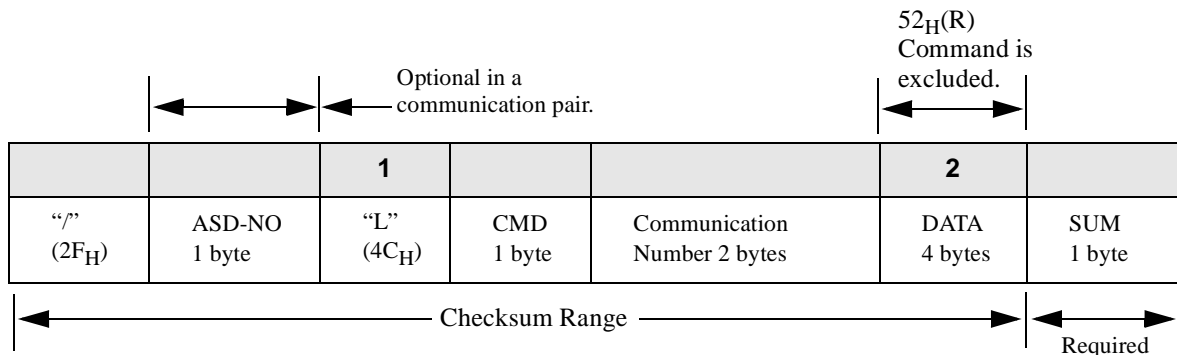 52H(R)
Command is
excluded.
Optional in a
communication pair.
1
2
“/”
(2FH)
ASD-NO
1 byte
“L”
(4CH)
CMD
1 byte
Communication
Number 2 bytes
DATA
4 bytes
SUM
1 byte
Checksum Range
Required